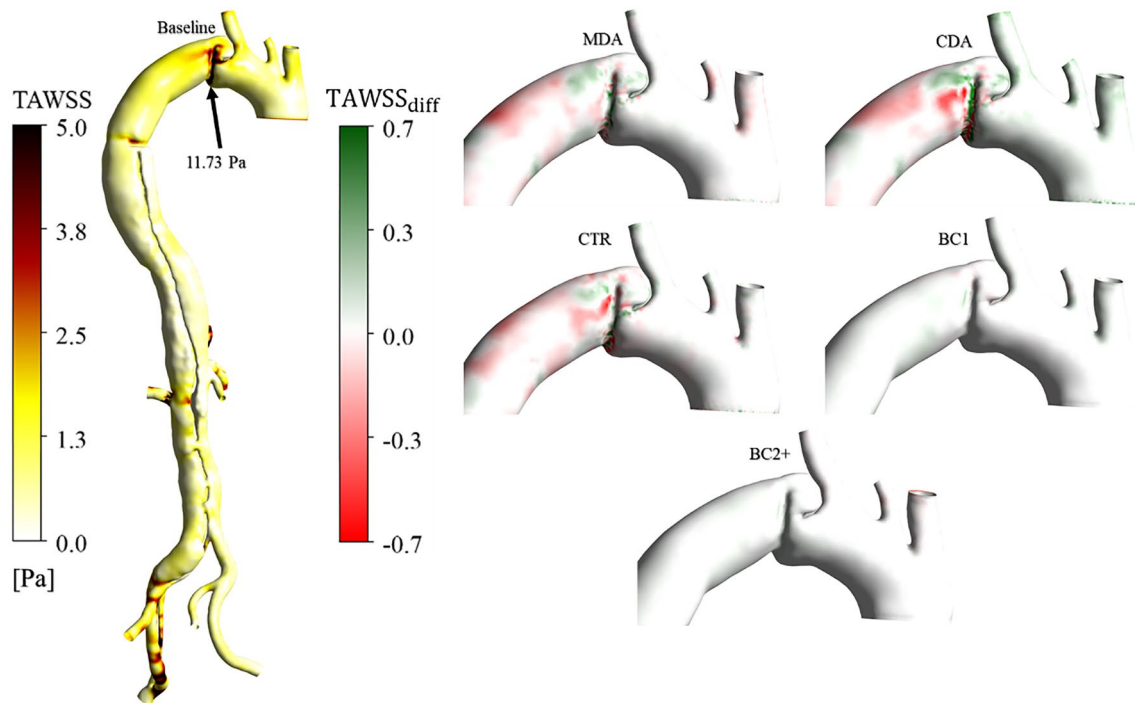 Baseline
11.73 Pa
TAWSS
5.0
3.8
2.5
1.3
0.0
[Pa]
TAWSSdiff
0.7
0.3
0.0
-0.3
-0.7
MDA
CDA
CTR
BC1
BC2+